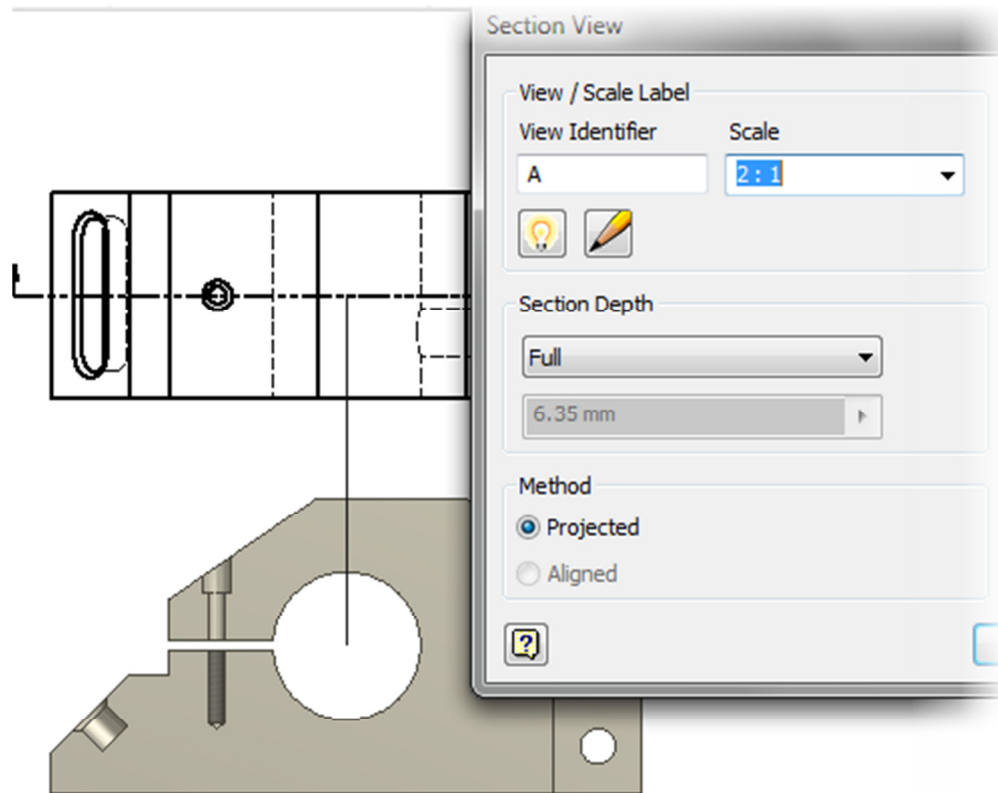 Section View
View / Scale Label
View Identifier Scale
A 2 : 1
Section Depth
Full
6.35 mm
Method
Projected
Aligned
?